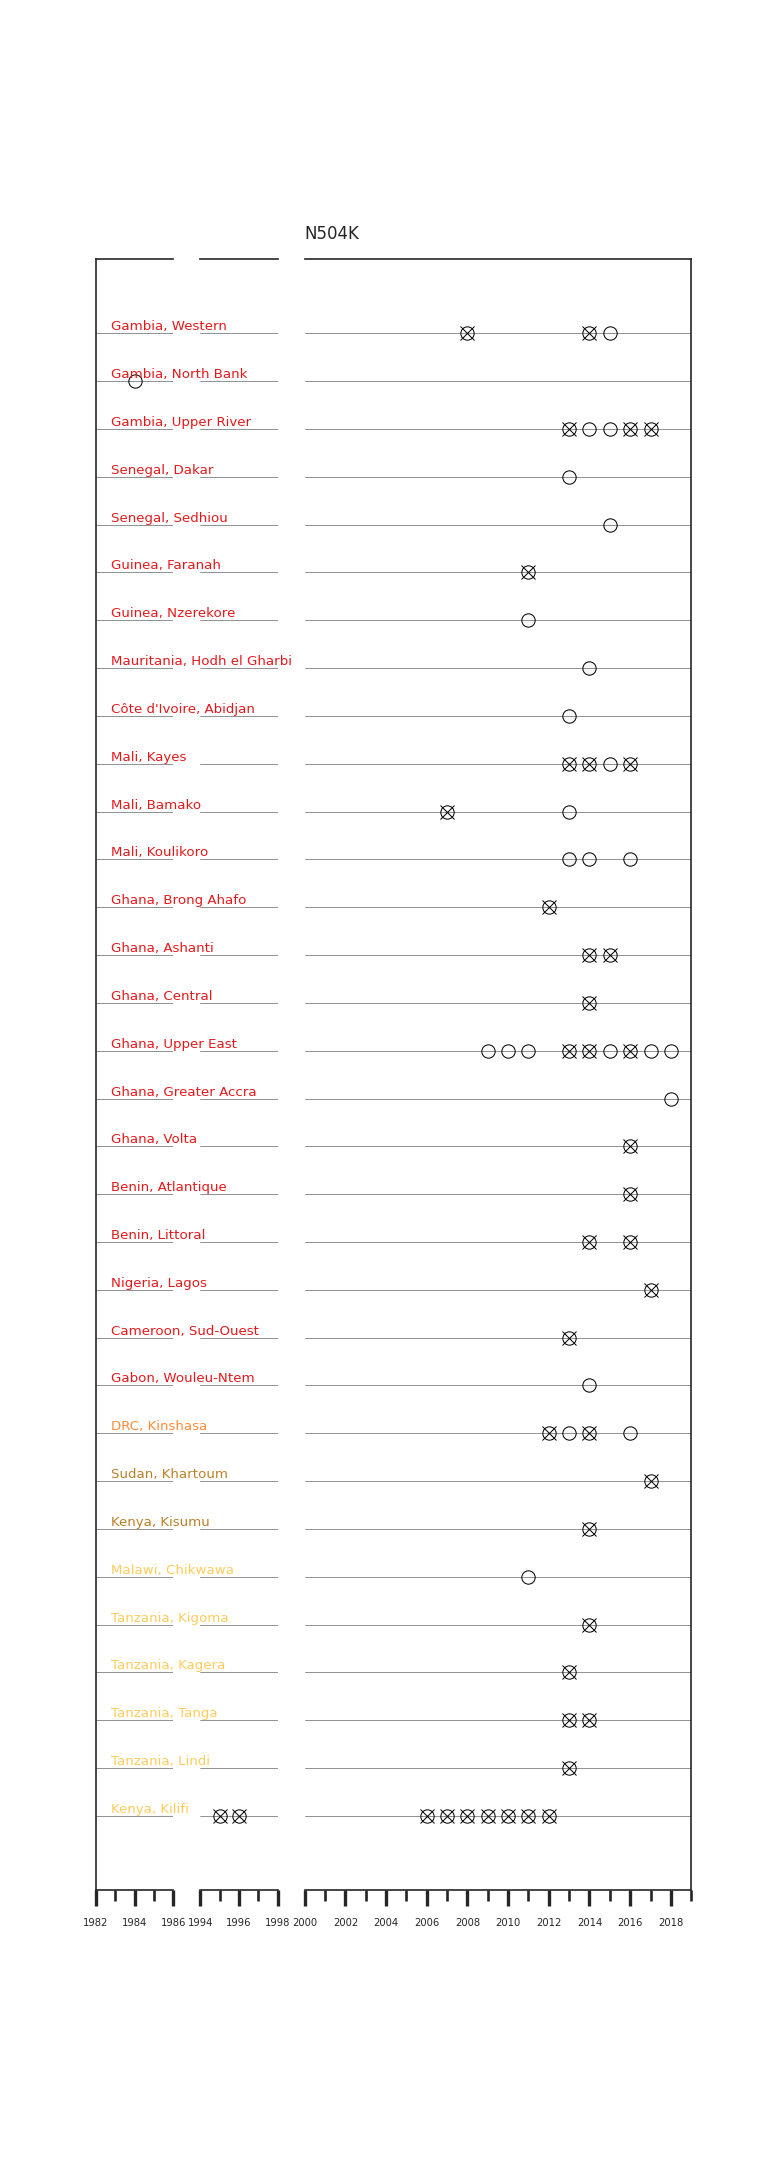 N504K
Gambia, Western
Gambia, North Bank
Gambia, Upper River
Senegal, Dakar
Senegal, Sedhiou
Guinea, Faranah
Guinea, Nzerekore
Mauritania, Hodh el Gharbi
Côte d'Ivoire, Abidjan
Mali, Kayes
Mali, Bamako
Mali, Koulikoro
Ghana, Brong Ahafo
Ghana, Ashanti
Ghana, Central
Ghana, Upper East
Ghana, Greater Accra
Ghana, Volta
Benin, Atlantique
Benin, Littoral
Nigeria, Lagos
Cameroon, Sud-Ouest
Gabon, Wouleu-Ntem
DRC, Kinshasa
Sudan, Khartoum
Kenya, Kisumu
Malawi, Chikwawa
Tanzania, Kigoma
Tanzania, Kagera
Tanzania, Tanga
Tanzania, Lindi
Kenya, Kilifi
1982 1984 1986 1994 1996 1998 2000 2002 2004 2006 2008 2010 2012 2014 2016 2018